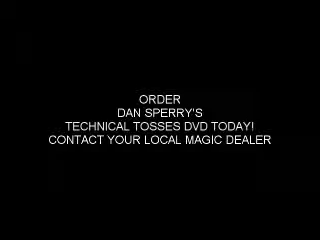 ORDER
DAN SPERRY'S
TECHNICAL TOSSES DVD TODAY!
CONTACT YOUR LOCAL MAGIC DEALER